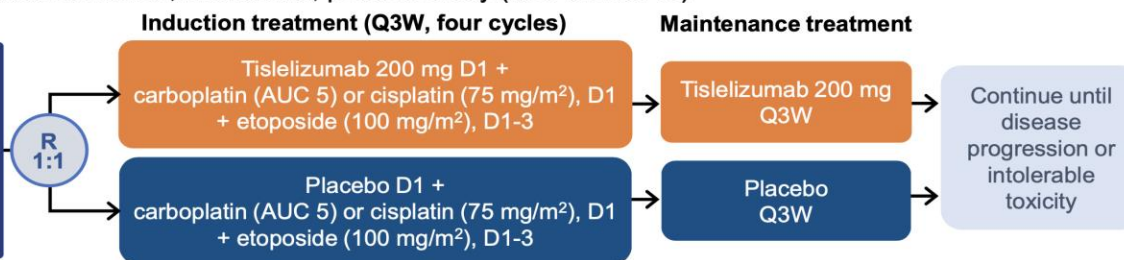 Induction treatment (Q3W, four cycles)
Maintenance treatment
R
1:1
Tislelizumab 200 mg D1 +
carboplatin (AUC 5) or cisplatin (75 mg/m²), D1
+ etoposide (100 mg/m²), D1-3
Tislelizumab 200 mg
Q3W
Placebo D1 +
carboplatin (AUC 5) or cisplatin (75 mg/m²), D1
+ etoposide (100 mg/m²), D1-3
Placebo
Q3W
Continue until
disease
progression or
intolerable
toxicity